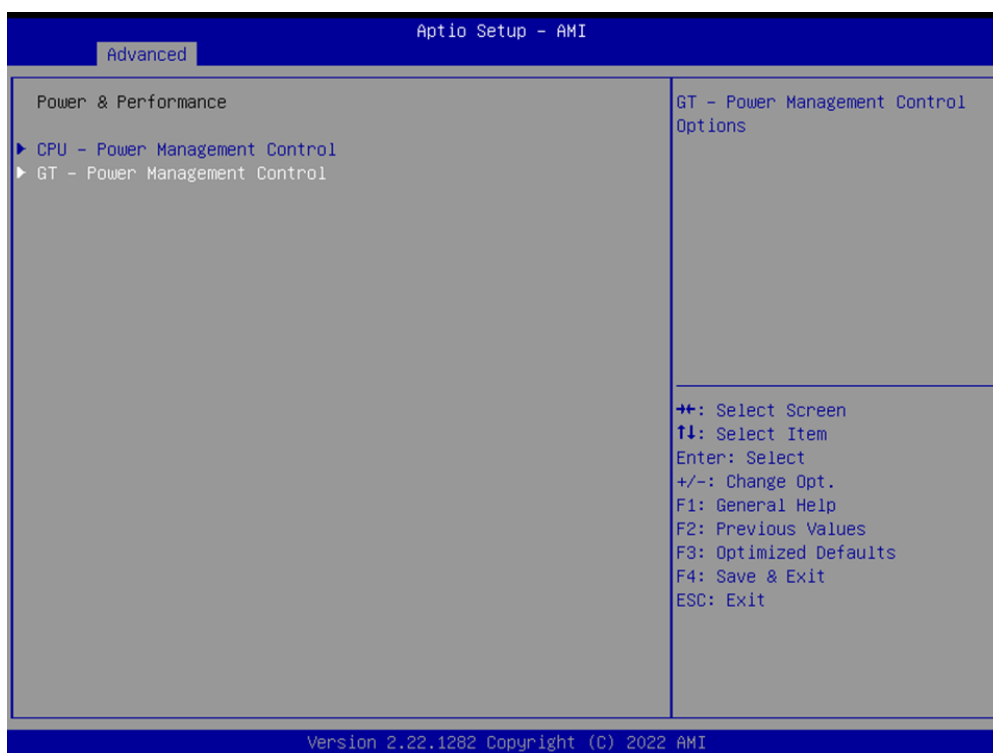 Aptio Setup – AMI
Advanced
Power & Performance
CPU – Power Management Control
GT – Power Management Control
GT – Power Management Control
Options
→←: Select Screen
↑↓: Select Item
Enter: Select
+/-: Change Opt.
F1: General Help
F2: Previous Values
F3: Optimized Defaults
F4: Save & Exit
ESC: Exit
Version 2.22.1282 Copyright (C) 2022 AMI